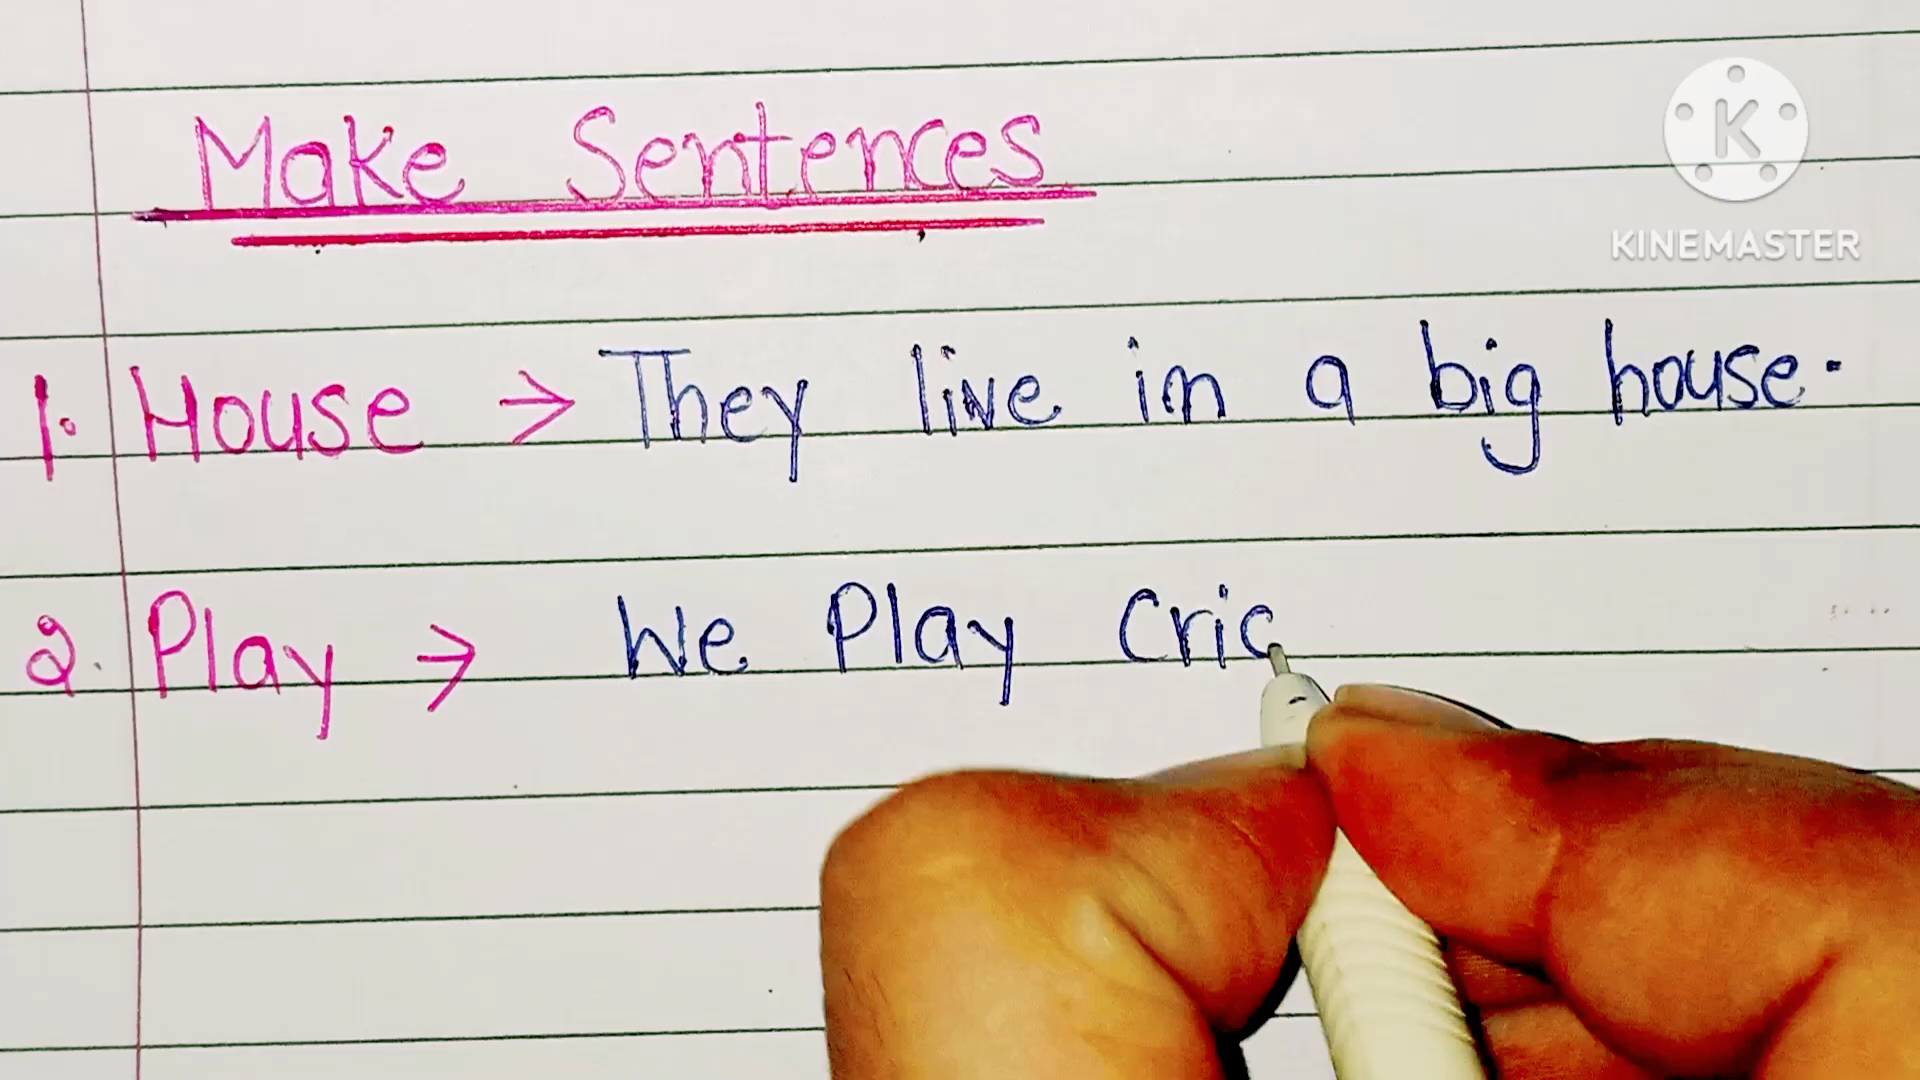 Make Sentences
K
KINEMASTER
1. House → They live in a big house.
2. Play → We Play Cric